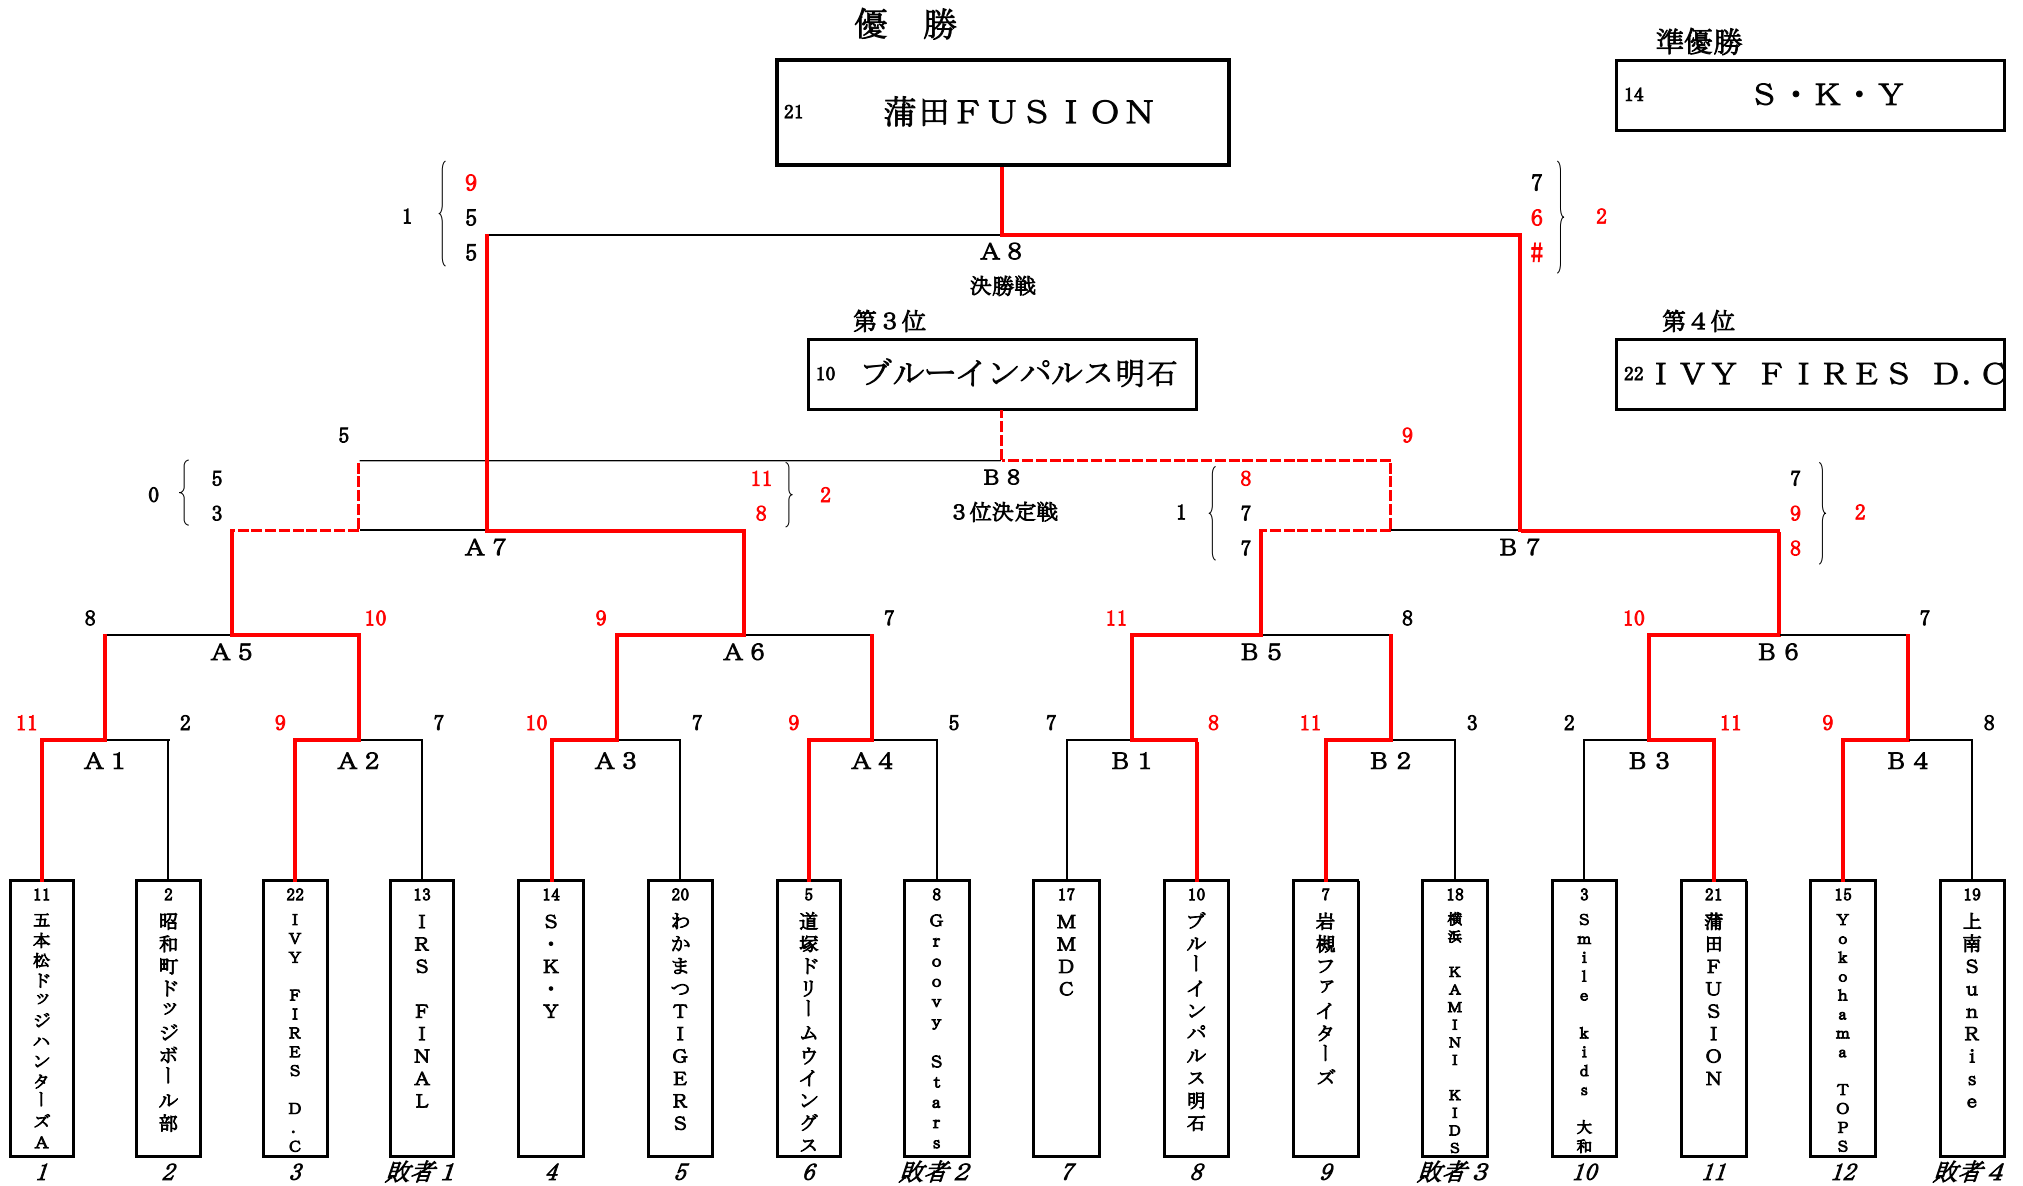 優　勝
準優勝
21 蒲田ＦＵＳＩＯＮ
14 Ｓ・Ｋ・Ｙ
9
7
1
5
6
2
5
#
Ａ８
決勝戦
第３位
第４位
10 ブルーインパルス明石
22 ＩＶＹ ＦＩＲＥＳ Ｄ.Ｃ
5
9
0
5
3
11
8
2
Ｂ８
３位決定戦
1
8
7
7
7
9
8
2
Ａ７
Ｂ７
8
10
9
7
11
8
10
7
Ａ５
Ａ６
Ｂ５
Ｂ６
11
2
9
7
10
7
9
5
7
8
11
3
2
11
9
8
Ａ１
Ａ２
Ａ３
Ａ４
Ｂ１
Ｂ２
Ｂ３
Ｂ４
11 五本松ドッジハンターズＡ
1
2 昭和町ドッジボール部
2
22 ＩＶＹ ＦＩＲＥＳ Ｄ.Ｃ
3
13 ＩＲＳ ＦＩＮＡＬ
敗者1
14 Ｓ・Ｋ・Ｙ
4
20 わかまつＴＩＧＥＲＳ
5
5 道塚ドリームウイングス
6
8 Ｇｒｏｏｖｙ Ｓｔａｒｓ
敗者2
17 ＭＭＤＣ
7
10 ブルーインパルス明石
8
7 岩槻ファイターズ
9
18 横浜 ＫＡＭＩＮＩ ＫＩＤＳ
敗者3
3 Ｓｍｉｌｅ ｋｉｄｓ 大和
10
21 蒲田ＦＵＳＩＯＮ
11
15 Ｙｏｋｏｈａｍａ ＴＯＰＳ
12
19 上南ＳｕｎＲｉｓｅ
敗者4